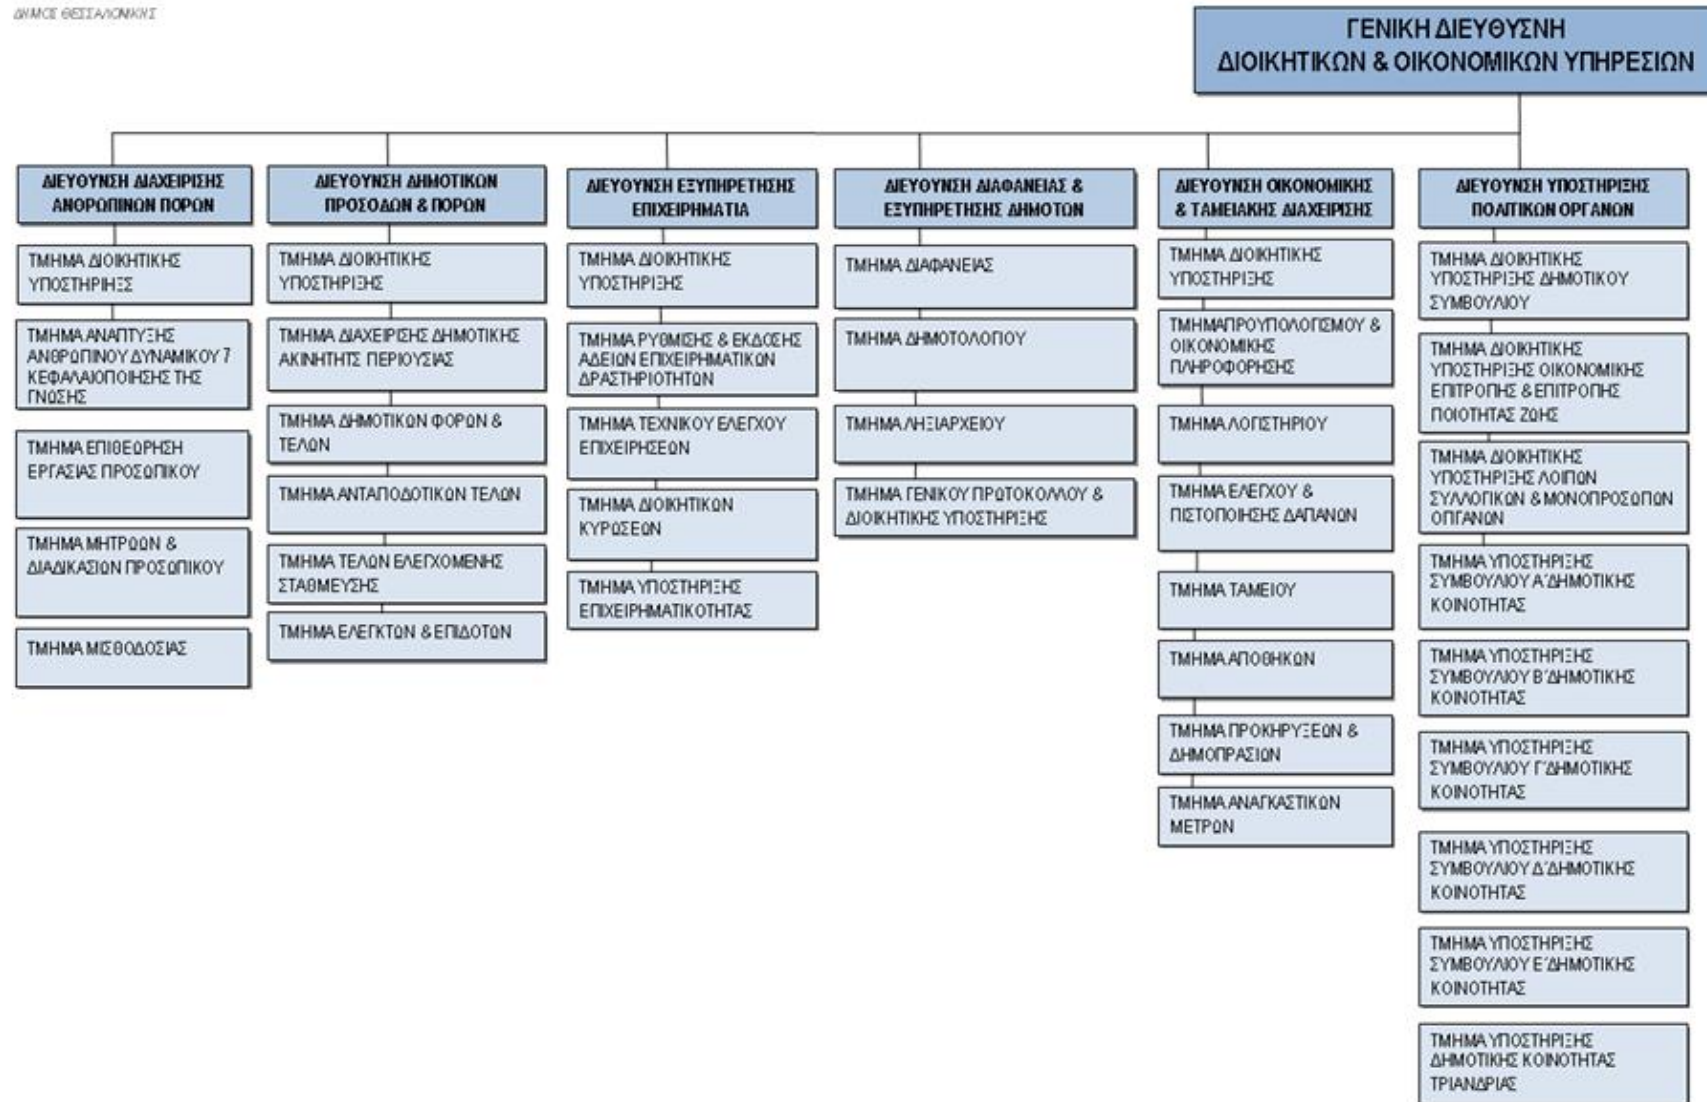 ΔΗΜΟΣ ΘΕΣΣΑΛΟΝΙΚΗΣ
ΓΕΝΙΚΗ ΔΙΕΥΘΥΣΝΗ
ΔΙΟΙΚΗΤΙΚΩΝ & ΟΙΚΟΝΟΜΙΚΩΝ ΥΠΗΡΕΣΙΩΝ
ΔΙΕΥΘΥΝΣΗ ΔΙΑΧΕΙΡΙΣΗΣ
ΑΝΘΡΩΠΙΝΩΝ ΠΟΡΩΝ
ΤΜΗΜΑ ΔΙΟΙΚΗΤΙΚΗΣ
ΥΠΟΣΤΗΡΙΗΞΣ
ΤΜΗΜΑ ΑΝΑΠΤΥΞΗΣ
ΑΝΘΡΩΠΙΝΟΥ ΔΥΝΑΜΙΚΟΥ 7
ΚΕΦΑΛΑΙΟΠΟΙΗΣΗΣ ΤΗΣ
ΓΝΩΣΗΣ
ΤΜΗΜΑ ΕΠΙΘΕΩΡΗΣΗ
ΕΡΓΑΣΙΑΣ ΠΡΟΣΩΠΙΚΟΥ
ΤΜΗΜΑ ΜΗΤΡΩΩΝ &
ΔΙΑΔΙΚΑΣΙΩΝ ΠΡΟΣΩΠΙΚΟΥ
ΤΜΗΜΑ ΜΙΣΘΟΔΟΣΙΑΣ
ΔΙΕΥΘΥΝΣΗ ΔΗΜΟΤΙΚΩΝ
ΠΡΟΣΟΔΩΝ & ΠΟΡΩΝ
ΤΜΗΜΑ ΔΙΟΙΚΗΤΙΚΗΣ
ΥΠΟΣΤΗΡΙΞΗΣ
ΤΜΗΜΑ ΔΙΑΧΕΙΡΙΣΗΣ ΔΗΜΟΤΙΚΗΣ
ΑΚΙΝΗΤΗΤΣ ΠΕΡΙΟΥΣΙΑΣ
ΤΜΗΜΑ ΔΗΜΟΤΙΚΩΝ ΦΟΡΩΝ &
ΤΕΛΩΝ
ΤΜΗΜΑ ΑΝΤΑΠΟΔΟΤΙΚΩΝ ΤΕΛΩΝ
ΤΜΗΜΑ ΤΕΛΩΝ ΕΛΕΓΧΟΜΕΝΗΣ
ΣΤΑΘΜΕΥΣΗΣ
ΤΜΗΜΑ ΕΛΕΓΚΤΩΝ & ΕΠΙΔΟΤΩΝ
ΔΙΕΥΘΥΝΣΗ ΕΞΥΠΗΡΕΤΗΣΗΣ
ΕΠΙΧΕΙΡΗΜΑΤΙΑ
ΤΜΗΜΑ ΔΙΟΙΚΗΤΙΚΗΣ
ΥΠΟΣΤΗΡΙΞΗΣ
ΤΜΗΜΑ ΡΥΘΜΙΣΗΣ & ΕΚΔΟΣΗΣ
ΑΔΕΙΩΝ ΕΠΙΧΕΙΡΗΜΑΤΙΚΩΝ
ΔΡΑΣΤΗΡΙΟΤΗΤΩΝ
ΤΜΗΜΑ ΤΕΧΝΙΚΟΥ ΕΛΕΓΧΟΥ
ΕΠΙΧΕΙΡΗΣΕΩΝ
ΤΜΗΜΑ ΔΙΟΙΚΗΤΙΚΩΝ
ΚΥΡΩΣΕΩΝ
ΤΜΗΜΑ ΥΠΟΣΤΗΡΙΞΗΣ
ΕΠΙΧΕΙΡΗΜΑΤΙΚΟΤΗΤΑΣ
ΔΙΕΥΘΥΝΣΗ ΔΙΑΦΑΝΕΙΑΣ &
ΕΞΥΠΗΡΕΤΗΣΗΣ ΔΗΜΟΤΩΝ
ΤΜΗΜΑ ΔΙΑΦΑΝΕΙΑΣ
ΤΜΗΜΑ ΔΗΜΟΤΟΛΟΓΙΟΥ
ΤΜΗΜΑ ΛΗΞΙΑΡΧΕΙΟΥ
ΤΜΗΜΑ ΓΕΝΙΚΟΥ ΠΡΩΤΟΚΟΛΛΟΥ &
ΔΙΟΙΚΗΤΙΚΗΣ ΥΠΟΣΤΗΡΙΞΗΣ
ΔΙΕΥΘΥΝΣΗ ΟΙΚΟΝΟΜΙΚΗΣ
& ΤΑΜΕΙΑΚΗΣ ΔΙΑΧΕΙΡΙΣΗΣ
ΤΜΗΜΑ ΔΙΟΙΚΗΤΙΚΗΣ
ΥΠΟΣΤΗΡΙΞΗΣ
ΤΜΗΜΑΠΡΟΥΠΟΛΟΓΙΣΜΟΥ &
ΟΙΚΟΝΟΜΙΚΗΣ
ΠΛΗΡΟΦΟΡΗΣΗΣ
ΤΜΗΜΑ ΛΟΓΙΣΤΗΡΙΟΥ
ΤΜΗΜΑ ΕΛΕΓΧΟΥ &
ΠΙΣΤΟΠΟΙΗΣΗΣ ΔΑΠΑΝΩΝ
ΤΜΗΜΑ ΤΑΜΕΙΟΥ
ΤΜΗΜΑ ΑΠΟΘΗΚΩΝ
ΤΜΗΜΑ ΠΡΟΚΗΡΥΞΕΩΝ &
ΔΗΜΟΠΡΑΣΙΩΝ
ΤΜΗΜΑ ΑΝΑΓΚΑΣΤΙΚΩΝ
ΜΕΤΡΩΝ
ΔΙΕΥΘΥΝΣΗ ΥΠΟΣΤΗΡΙΞΗΣ
ΠΟΛΙΤΙΚΩΝ ΟΡΓΑΝΩΝ
ΤΜΗΜΑ ΔΙΟΙΚΗΤΙΚΗΣ
ΥΠΟΣΤΗΡΙΞΗΣ ΔΗΜΟΤΙΚΟΥ
ΣΥΜΒΟΥΛΙΟΥ
ΤΜΗΜΑ ΔΙΟΙΚΗΤΙΚΗΣ
ΥΠΟΣΤΗΡΙΞΗΣ ΟΙΚΟΝΟΜΙΚΗΣ
ΕΠΙΤΡΟΠΗΣ & ΕΠΙΤΡΟΠΗΣ
ΠΟΙΟΤΗΤΑΣ ΖΩΗΣ
ΤΜΗΜΑ ΔΙΟΙΚΗΤΙΚΗΣ
ΥΠΟΣΤΗΡΙΞΗΣ ΛΟΙΠΩΝ
ΣΥΛΛΟΓΙΚΩΝ & ΜΟΝΟΠΡΟΣΩΠΩΝ
ΟΠΓΑΝΩΝ
ΤΜΗΜΑ ΥΠΟΣΤΗΡΙΞΗΣ
ΣΥΜΒΟΥΛΙΟΥ Α΄ΔΗΜΟΤΙΚΗΣ
ΚΟΙΝΟΤΗΤΑΣ
ΤΜΗΜΑ ΥΠΟΣΤΗΡΙΞΗΣ
ΣΥΜΒΟΥΛΙΟΥ Β΄ΔΗΜΟΤΙΚΗΣ
ΚΟΙΝΟΤΗΤΑΣ
ΤΜΗΜΑ ΥΠΟΣΤΗΡΙΞΗΣ
ΣΥΜΒΟΥΛΙΟΥ Γ΄ΔΗΜΟΤΙΚΗΣ
ΚΟΙΝΟΤΗΤΑΣ
ΤΜΗΜΑ ΥΠΟΣΤΗΡΙΞΗΣ
ΣΥΜΒΟΥΛΙΟΥ Δ΄ΔΗΜΟΤΙΚΗΣ
ΚΟΙΝΟΤΗΤΑΣ
ΤΜΗΜΑ ΥΠΟΣΤΗΡΙΞΗΣ
ΣΥΜΒΟΥΛΙΟΥ Ε΄ΔΗΜΟΤΙΚΗΣ
ΚΟΙΝΟΤΗΤΑΣ
ΤΜΗΜΑ ΥΠΟΣΤΗΡΙΞΗΣ
ΔΗΜΟΤΙΚΗΣ ΚΟΙΝΟΤΗΤΑΣ
ΤΡΙΑΝΔΡΙΑΣ